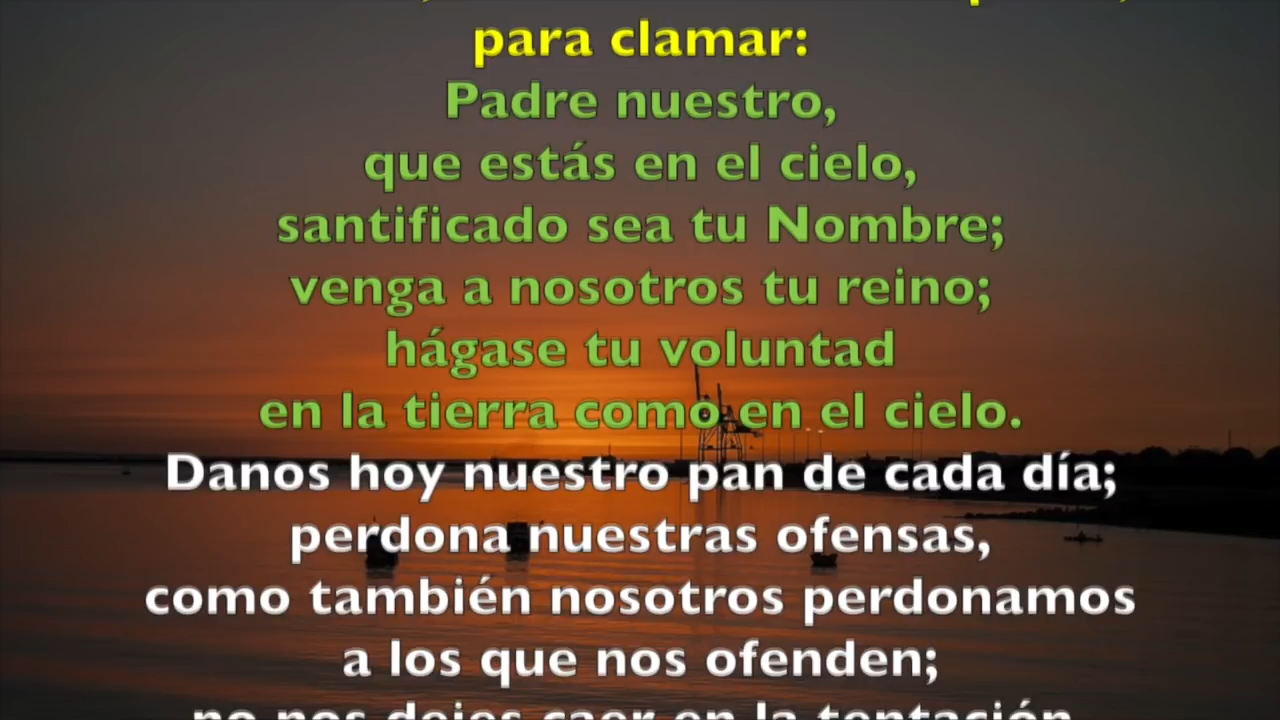 para clamar:
Padre nuestro,
que estás en el cielo,
santificado sea tu Nombre;
venga a nosotros tu reino;
hágase tu voluntad
en la tierra como en el cielo.
Danos hoy nuestro pan de cada día;
perdona nuestras ofensas,
como también nosotros perdonamos
a los que nos ofenden;
no nos dejes caer en la tentación